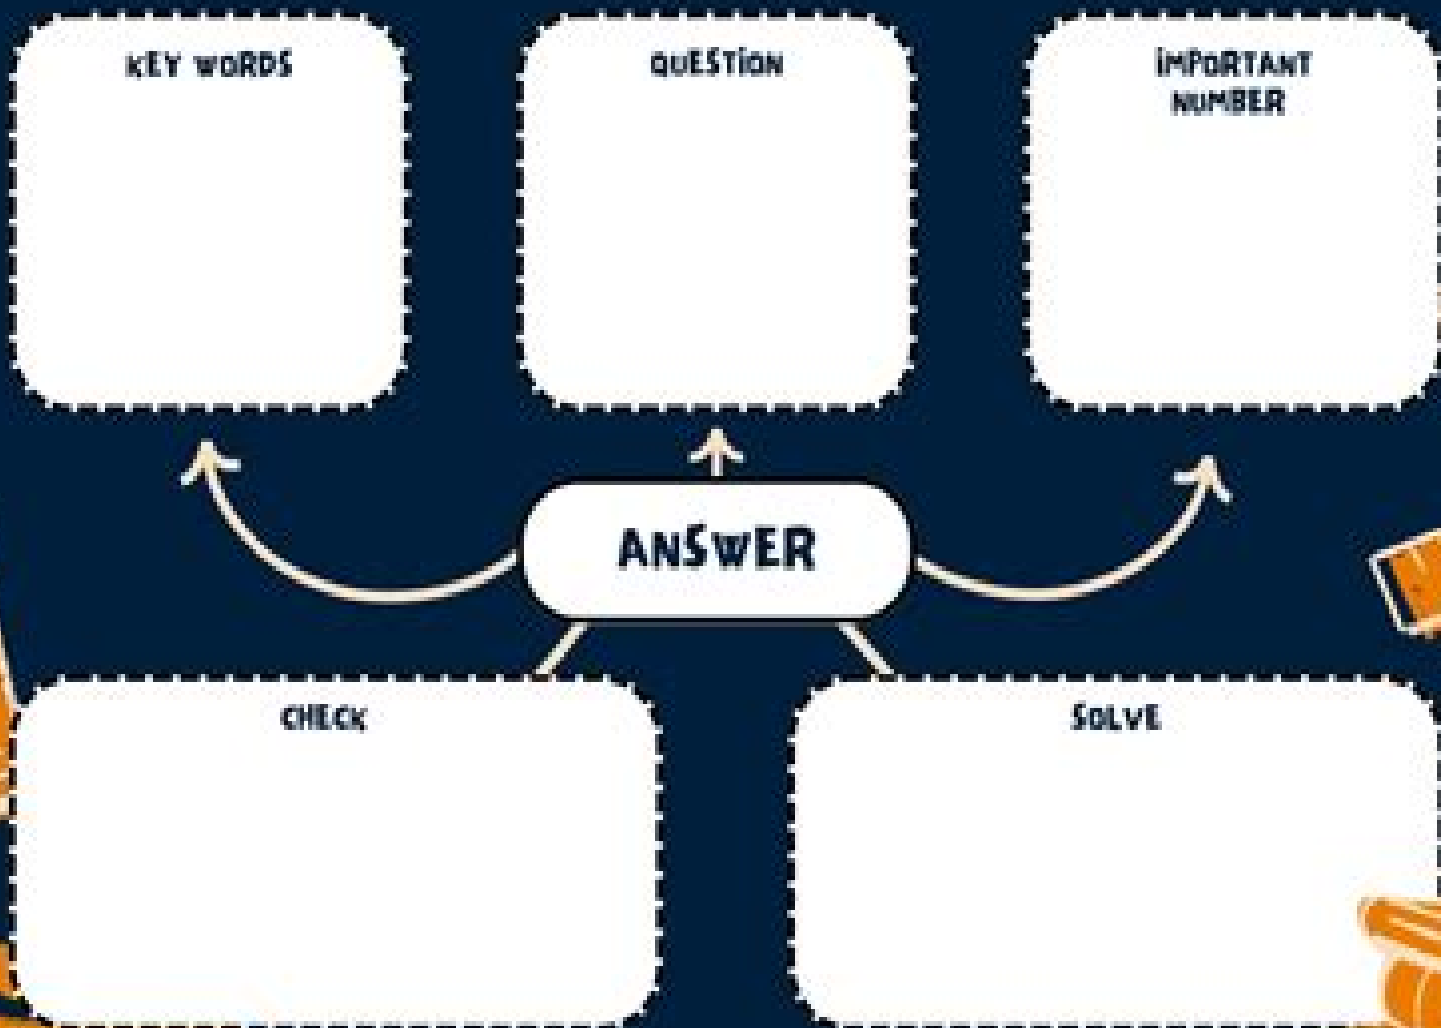 KEY WORDS
QUESTION
IMPORTANT
NUMBER
ANSWER
CHECK
SOLVE